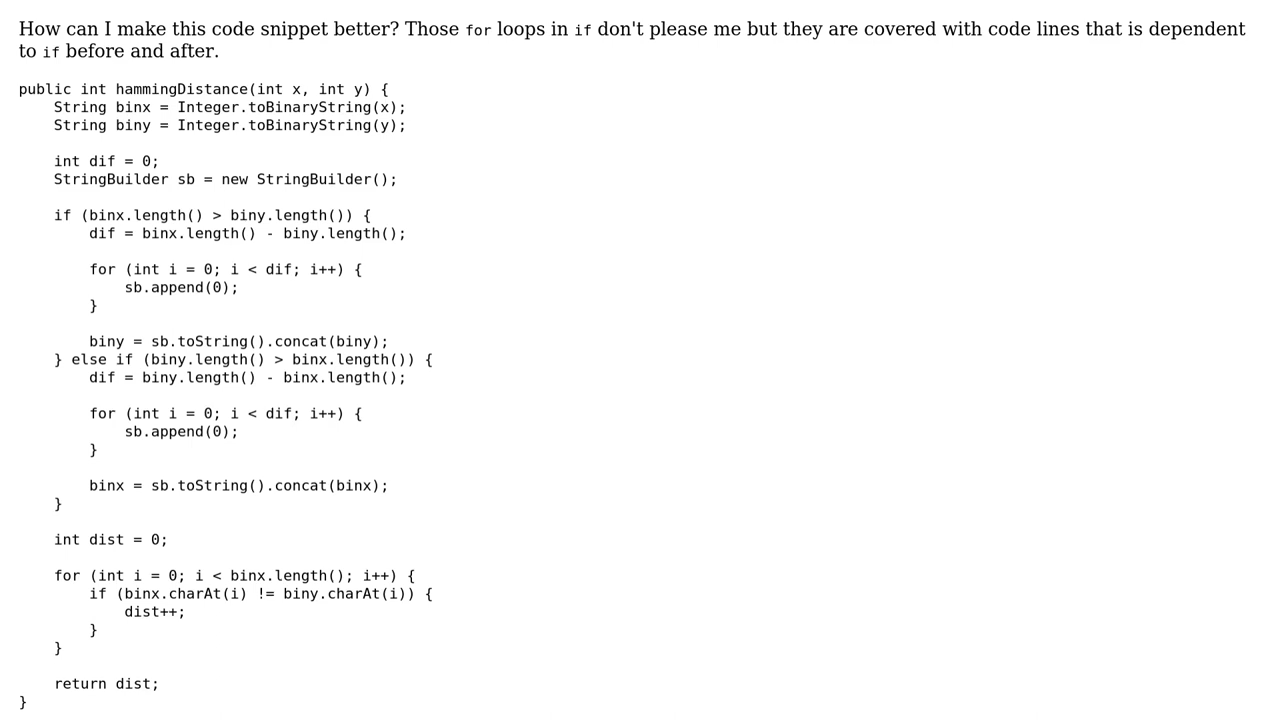 How can I make this code snippet better? Those for loops in if don't please me but they are covered with code lines that is dependent
to if before and after.
public int hammingDistance(int x, int y) {
    String binx = Integer.toBinaryString(x);
    String biny = Integer.toBinaryString(y);

    int dif = 0;
    StringBuilder sb = new StringBuilder();

    if (binx.length() > biny.length()) {
        dif = binx.length() - biny.length();

        for (int i = 0; i < dif; i++) {
            sb.append(0);
        }

        biny = sb.toString().concat(biny);
    } else if (biny.length() > binx.length()) {
        dif = biny.length() - binx.length();

        for (int i = 0; i < dif; i++) {
            sb.append(0);
        }

        binx = sb.toString().concat(binx);
    }

    int dist = 0;

    for (int i = 0; i < binx.length(); i++) {
        if (binx.charAt(i) != biny.charAt(i)) {
            dist++;
        }
    }

    return dist;
}